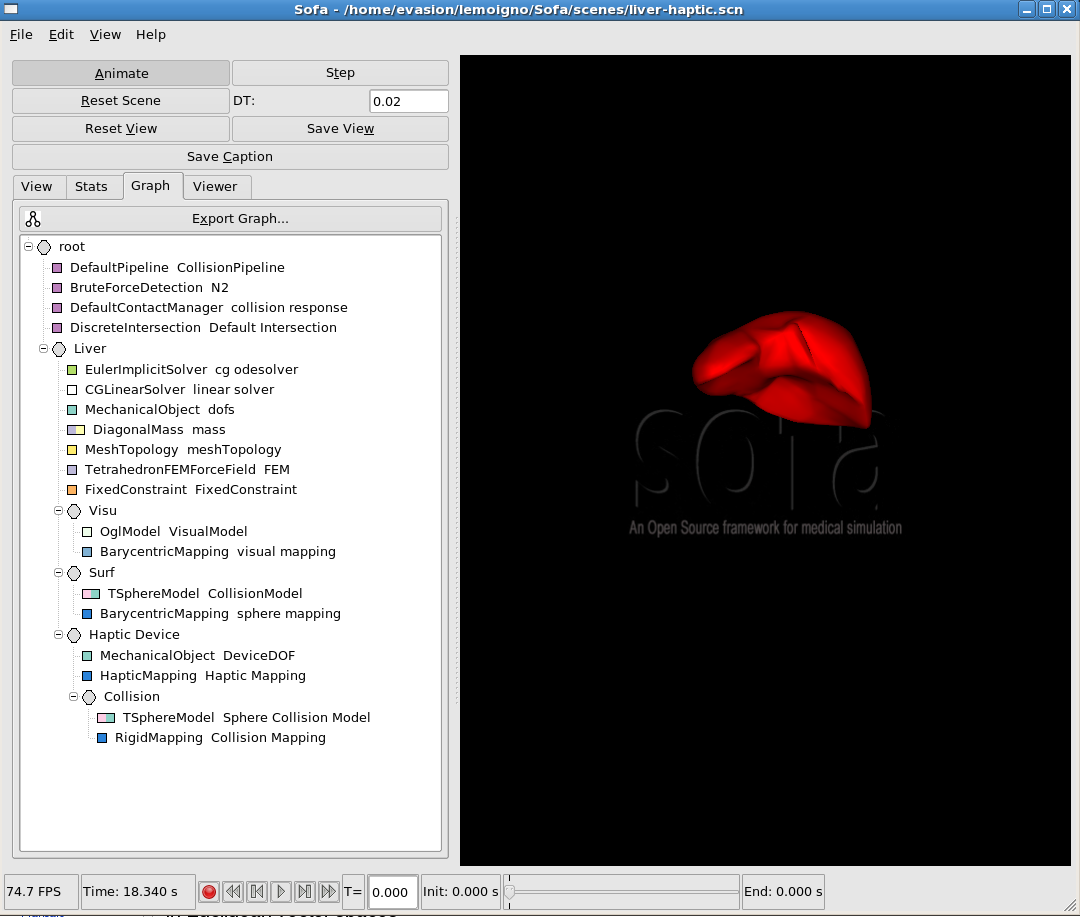 Sofa - /home/evasion/lemoigno/Sofa/scenes/liver-haptic.scn
File Edit View Help
Animate Step
Reset Scene DT: 0.02
Reset View Save View
Save Caption
View Stats Graph Viewer
Export Graph...
root
DefaultPipeline CollisionPipeline
BruteForceDetection N2
DefaultContactManager collision response
DiscreteIntersection Default Intersection
Liver
EulerImplicitSolver cg odesolver
CGLinearSolver linear solver
MechanicalObject dofs
DiagonalMass mass
MeshTopology meshTopology
TetrahedronFEMForceField FEM
FixedConstraint FixedConstraint
Visu
OglModel VisualModel
BarycentricMapping visual mapping
Surf
TSphereModel CollisionModel
BarycentricMapping sphere mapping
Haptic Device
MechanicalObject DeviceDOF
HapticMapping Haptic Mapping
Collision
TSphereModel Sphere Collision Model
RigidMapping Collision Mapping
sofa
An Open Source framework for medical simulation
74.7 FPS Time: 18.340 s T= 0.000 Init: 0.000 s End: 0.000 s